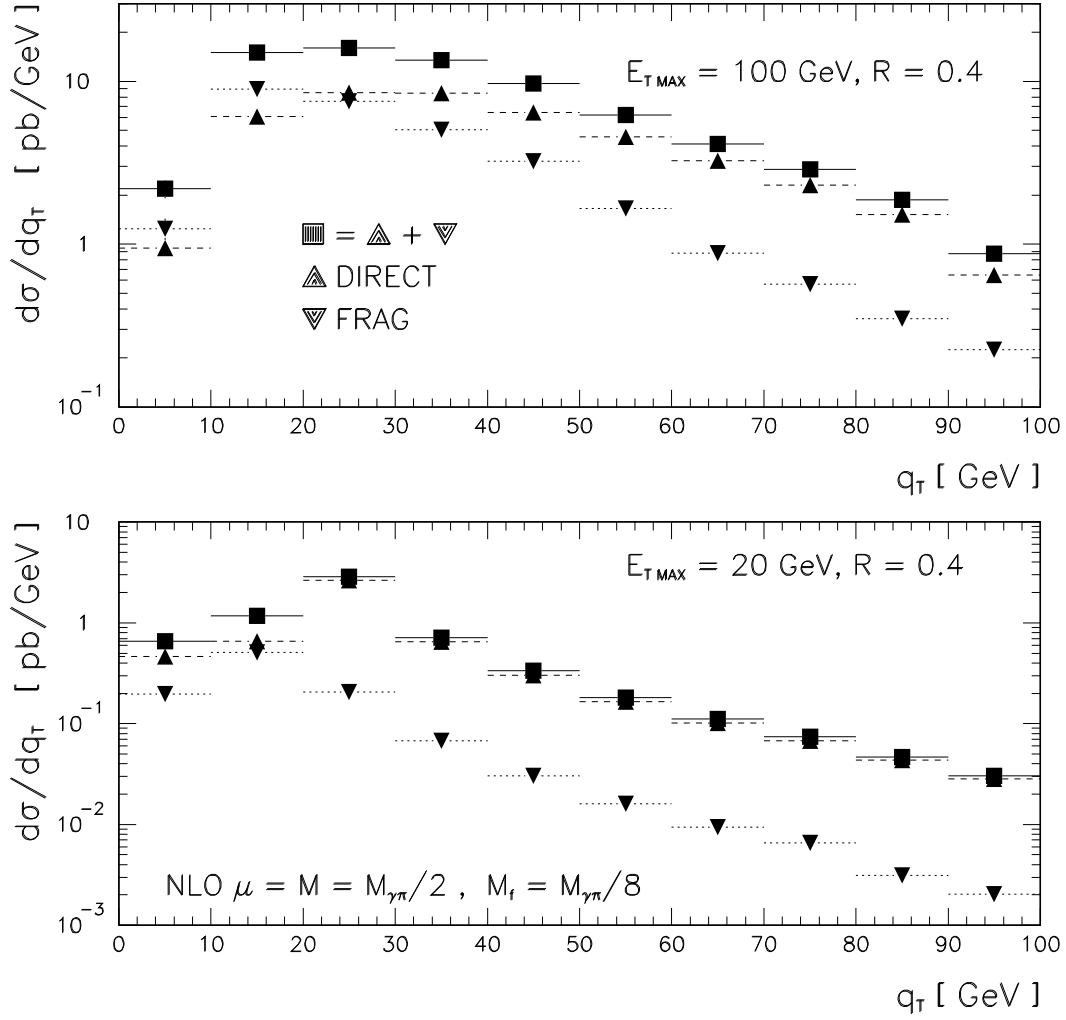 dσ/dq_T [ pb/GeV]
10
1
10⁻¹
E_T MAX = 100 GeV, R = 0.4
= +
DIRECT
FRAG
0 10 20 30 40 50 60 70 80 90 100
q_T [ GeV ]
dσ/dq_T [ pb/GeV]
10
1
10⁻¹
10⁻²
10⁻³
E_T MAX = 20 GeV, R = 0.4
NLO μ = M = M_γπ/2 , M_f = M_γπ/8
0 10 20 30 40 50 60 70 80 90 100
q_T [ GeV ]